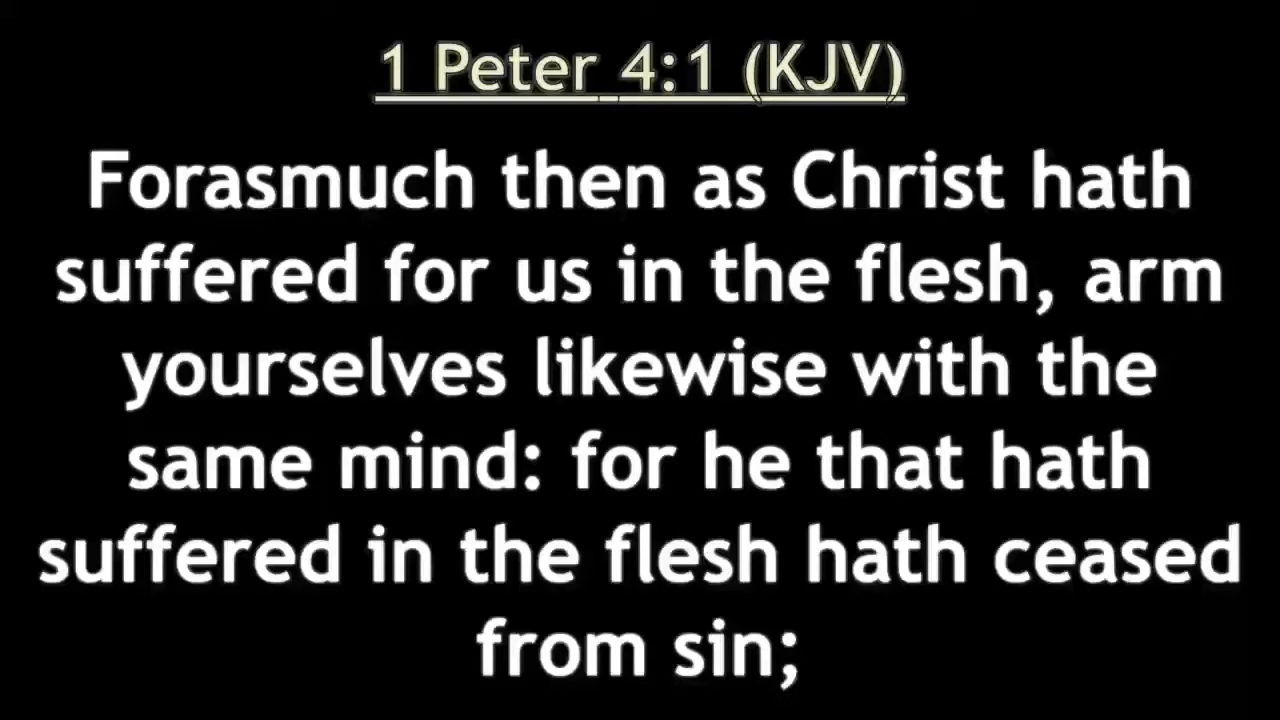 1 Peter 4:1 (KJV)
Forasmuch then as Christ hath
suffered for us in the flesh, arm
yourselves likewise with the
same mind: for he that hath
suffered in the flesh hath ceased
from sin;